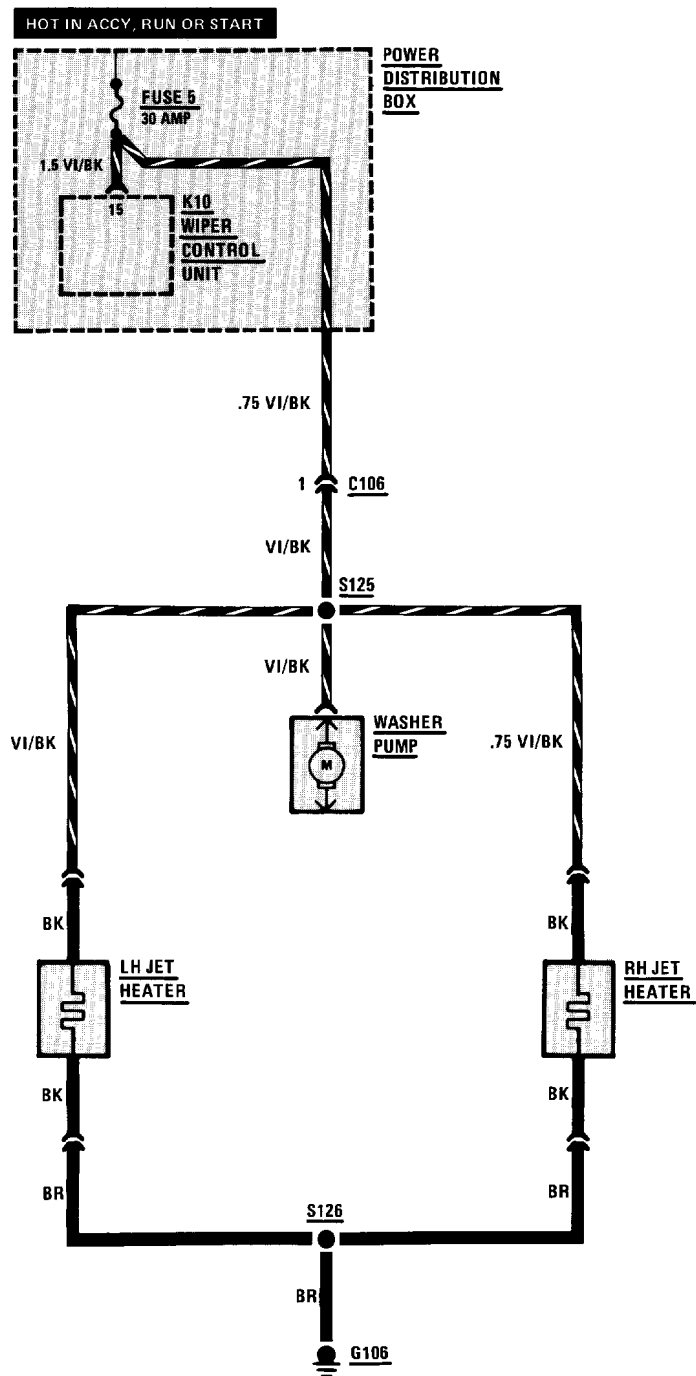 HOT IN ACCY, RUN OR START
POWER
DISTRIBUTION
BOX
FUSE 5
30 AMP
1.5 VI/BK
15
K10
WIPER
CONTROL
UNIT
.75 VI/BK
1
C106
VI/BK
S125
VI/BK
WASHER
PUMP
M
VI/BK
.75 VI/BK
BK
BK
LH JET
HEATER
RH JET
HEATER
BK
BK
BR
BR
S126
BR
G106